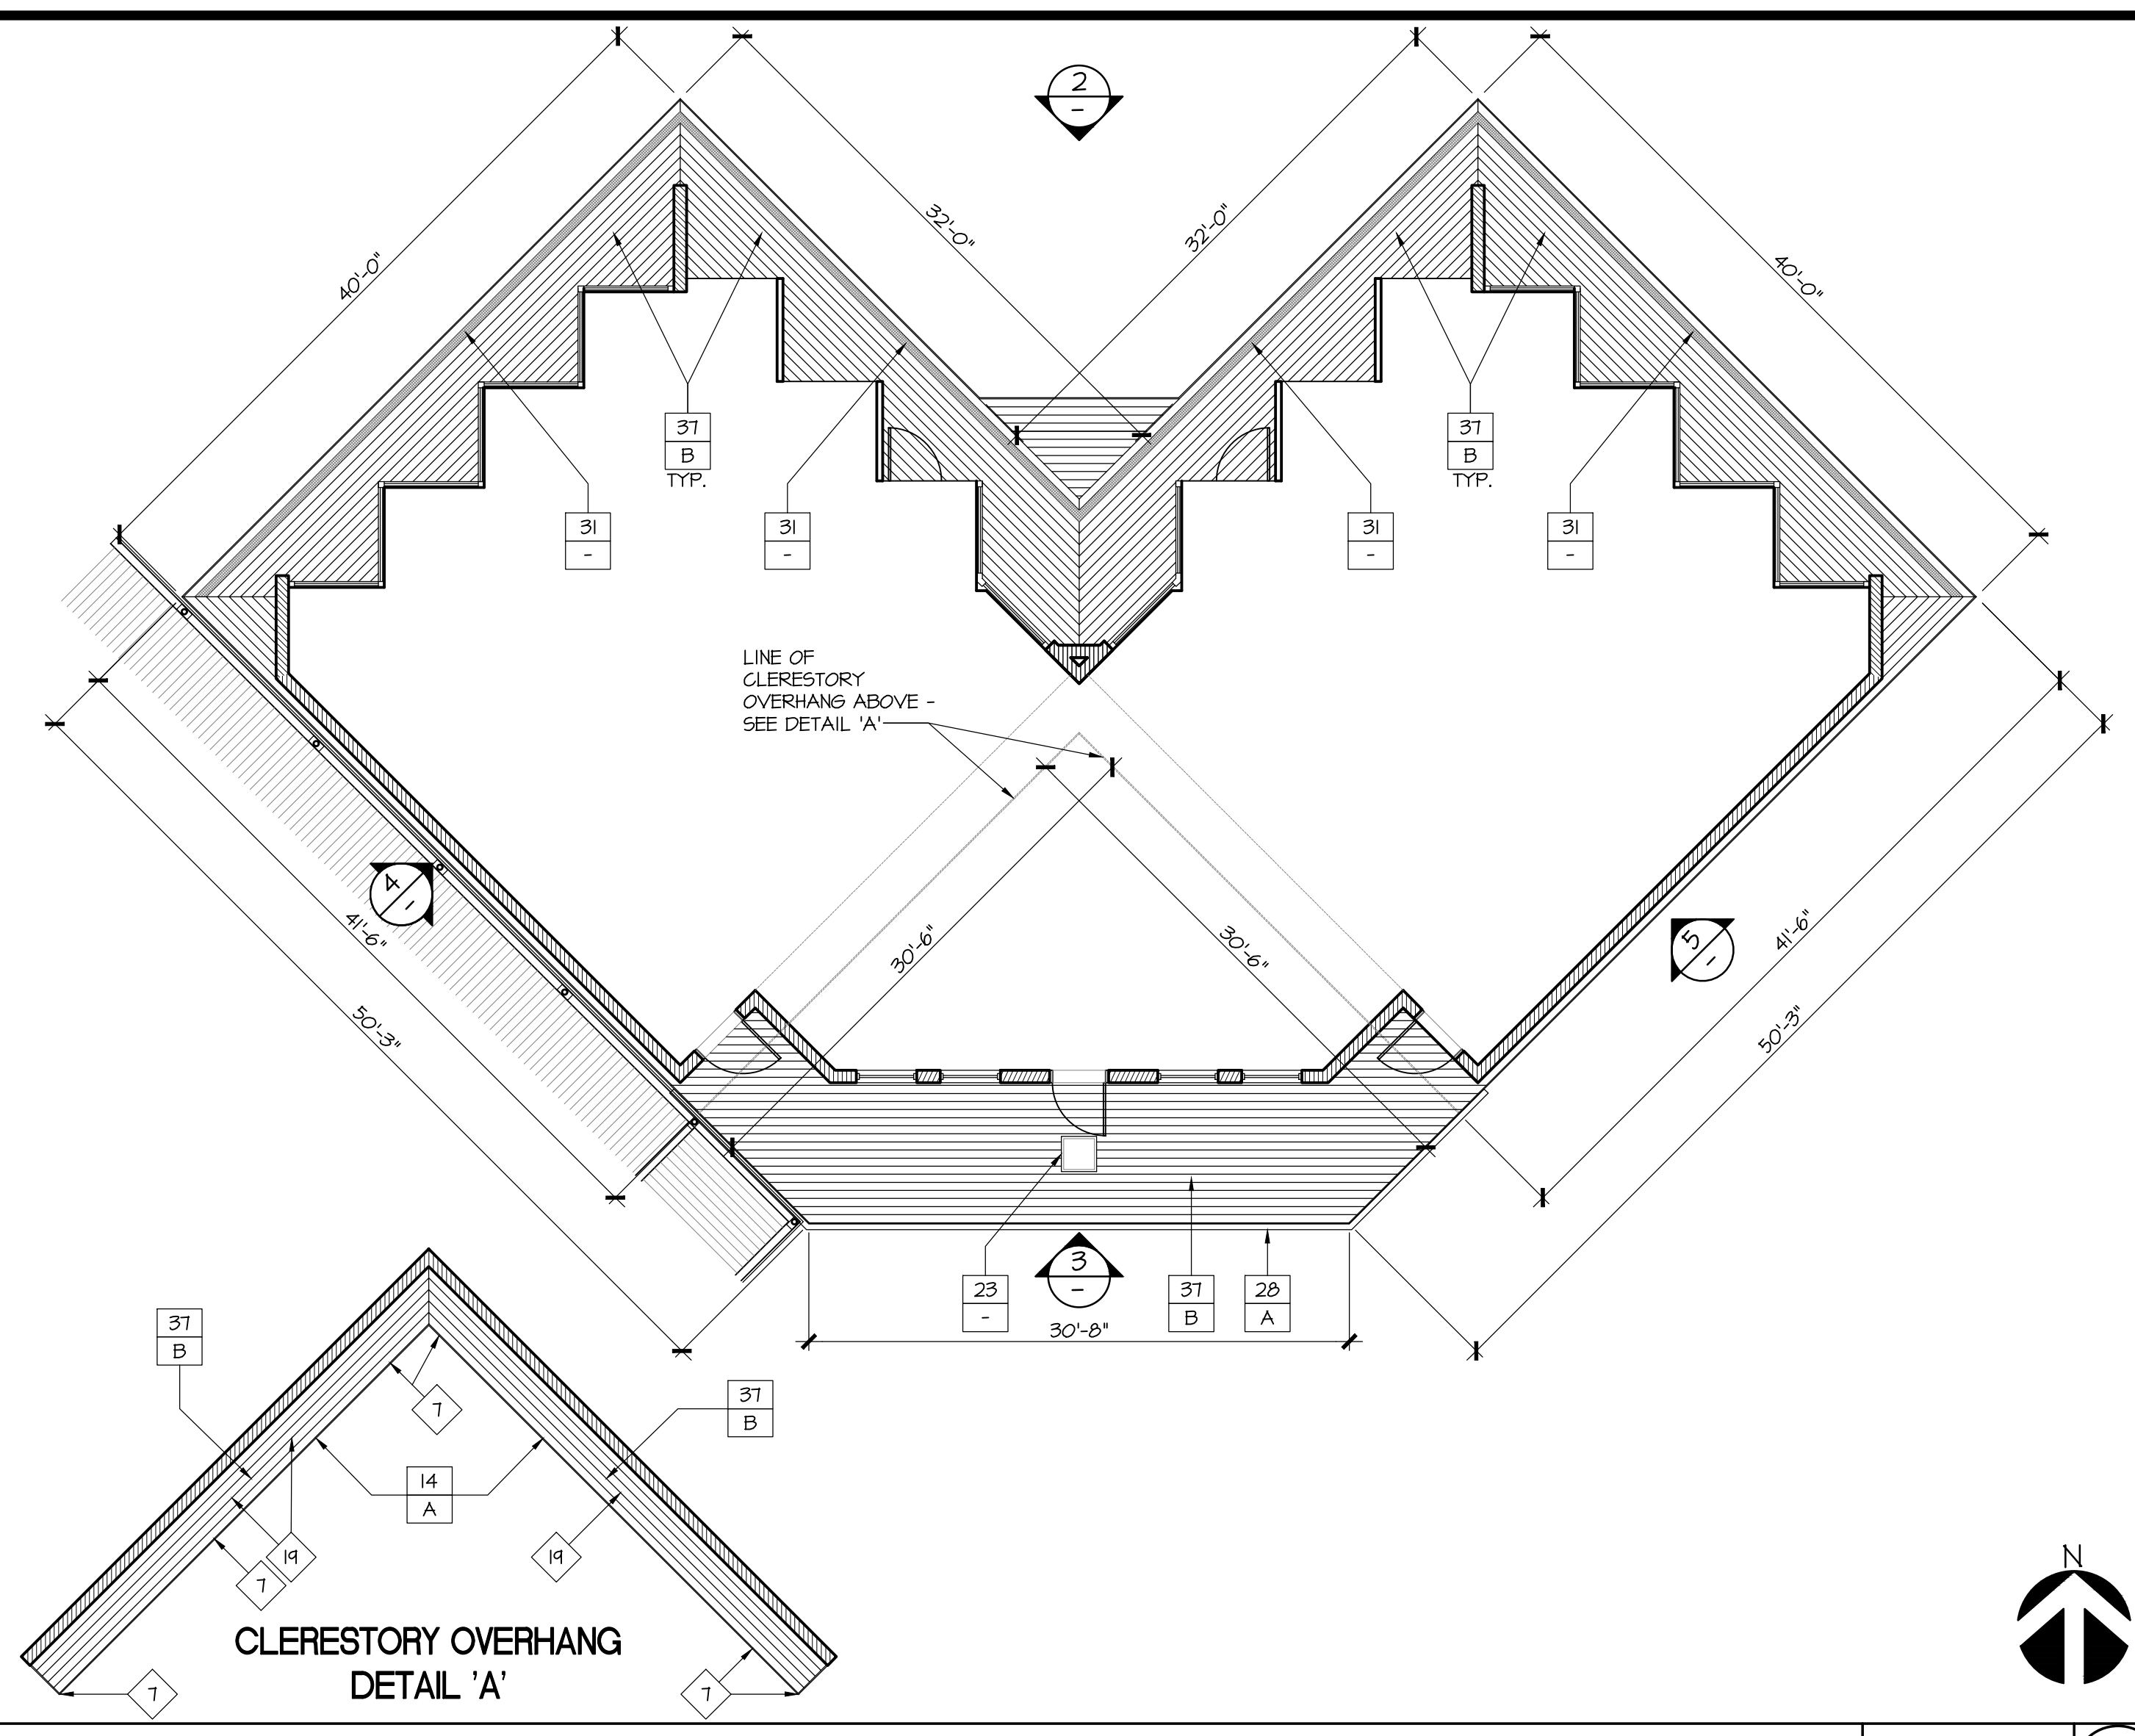 2
-
40'-0"
32'-0"
32'-0"
40'-0"
37
B
TYP.
37
B
TYP.
31
-
31
-
31
-
31
-
LINE OF
CLERESTORY
OVERHANG ABOVE -
SEE DETAIL 'A'
4
-
41'-6"
50'-3"
30'-6"
30'-6"
5
-
41'-6"
50'-3"
23
-
3
-
37
B
28
A
30'-8"
37
B
7
37
B
14
A
19
7
19
CLERESTORY OVERHANG
DETAIL 'A'
7
7
N